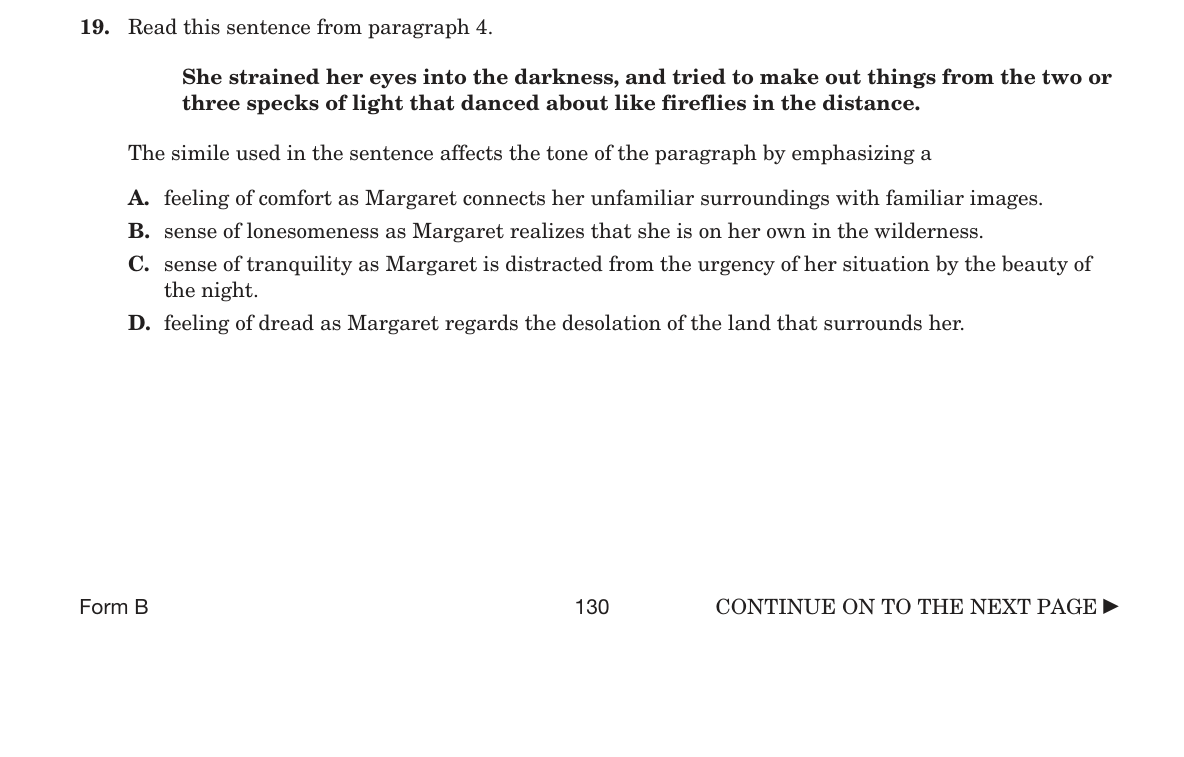 19. Read this sentence from paragraph 4.
She strained her eyes into the darkness, and tried to make out things from the two or
three specks of light that danced about like fireflies in the distance.
The simile used in the sentence affects the tone of the paragraph by emphasizing a
A. feeling of comfort as Margaret connects her unfamiliar surroundings with familiar images.
B. sense of lonesomeness as Margaret realizes that she is on her own in the wilderness.
C. sense of tranquility as Margaret is distracted from the urgency of her situation by the beauty of
the night.
D. feeling of dread as Margaret regards the desolation of the land that surrounds her.
Form B 130 CONTINUE ON TO THE NEXT PAGE ▶